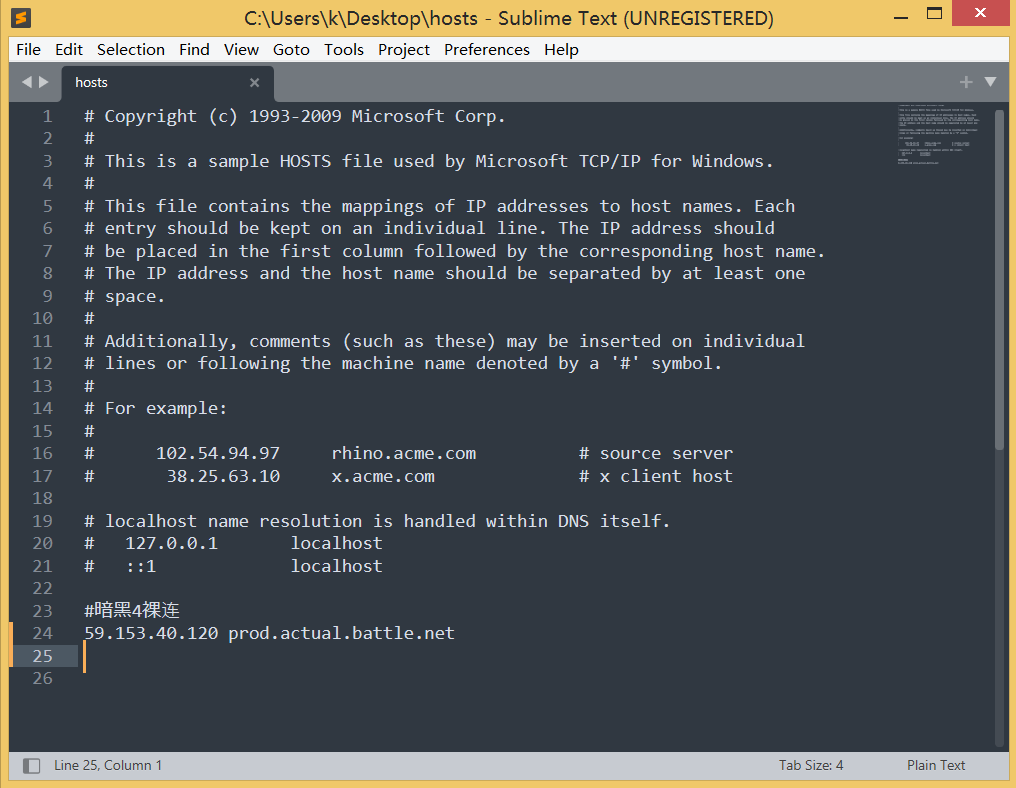 C:\Users\k\Desktop\hosts - Sublime Text (UNREGISTERED)
File Edit Selection Find View Goto Tools Project Preferences Help
hosts
1 # Copyright (c) 1993-2009 Microsoft Corp.
2 #
3 # This is a sample HOSTS file used by Microsoft TCP/IP for Windows.
4 #
5 # This file contains the mappings of IP addresses to host names. Each
6 # entry should be kept on an individual line. The IP address should
7 # be placed in the first column followed by the corresponding host name.
8 # The IP address and the host name should be separated by at least one
9 # space.
10 #
11 # Additionally, comments (such as these) may be inserted on individual
12 # lines or following the machine name denoted by a '#' symbol.
13 #
14 # For example:
15 #
16 #      102.54.94.97     rhino.acme.com          # source server
17 #       38.25.63.10     x.acme.com              # x client host
18
19 # localhost name resolution is handled within DNS itself.
20 #   127.0.0.1       localhost
21 #   ::1             localhost
22
23 #暗黑4裸连
24 59.153.40.120 prod.actual.battle.net
25
26
Line 25, Column 1 Tab Size: 4 Plain Text